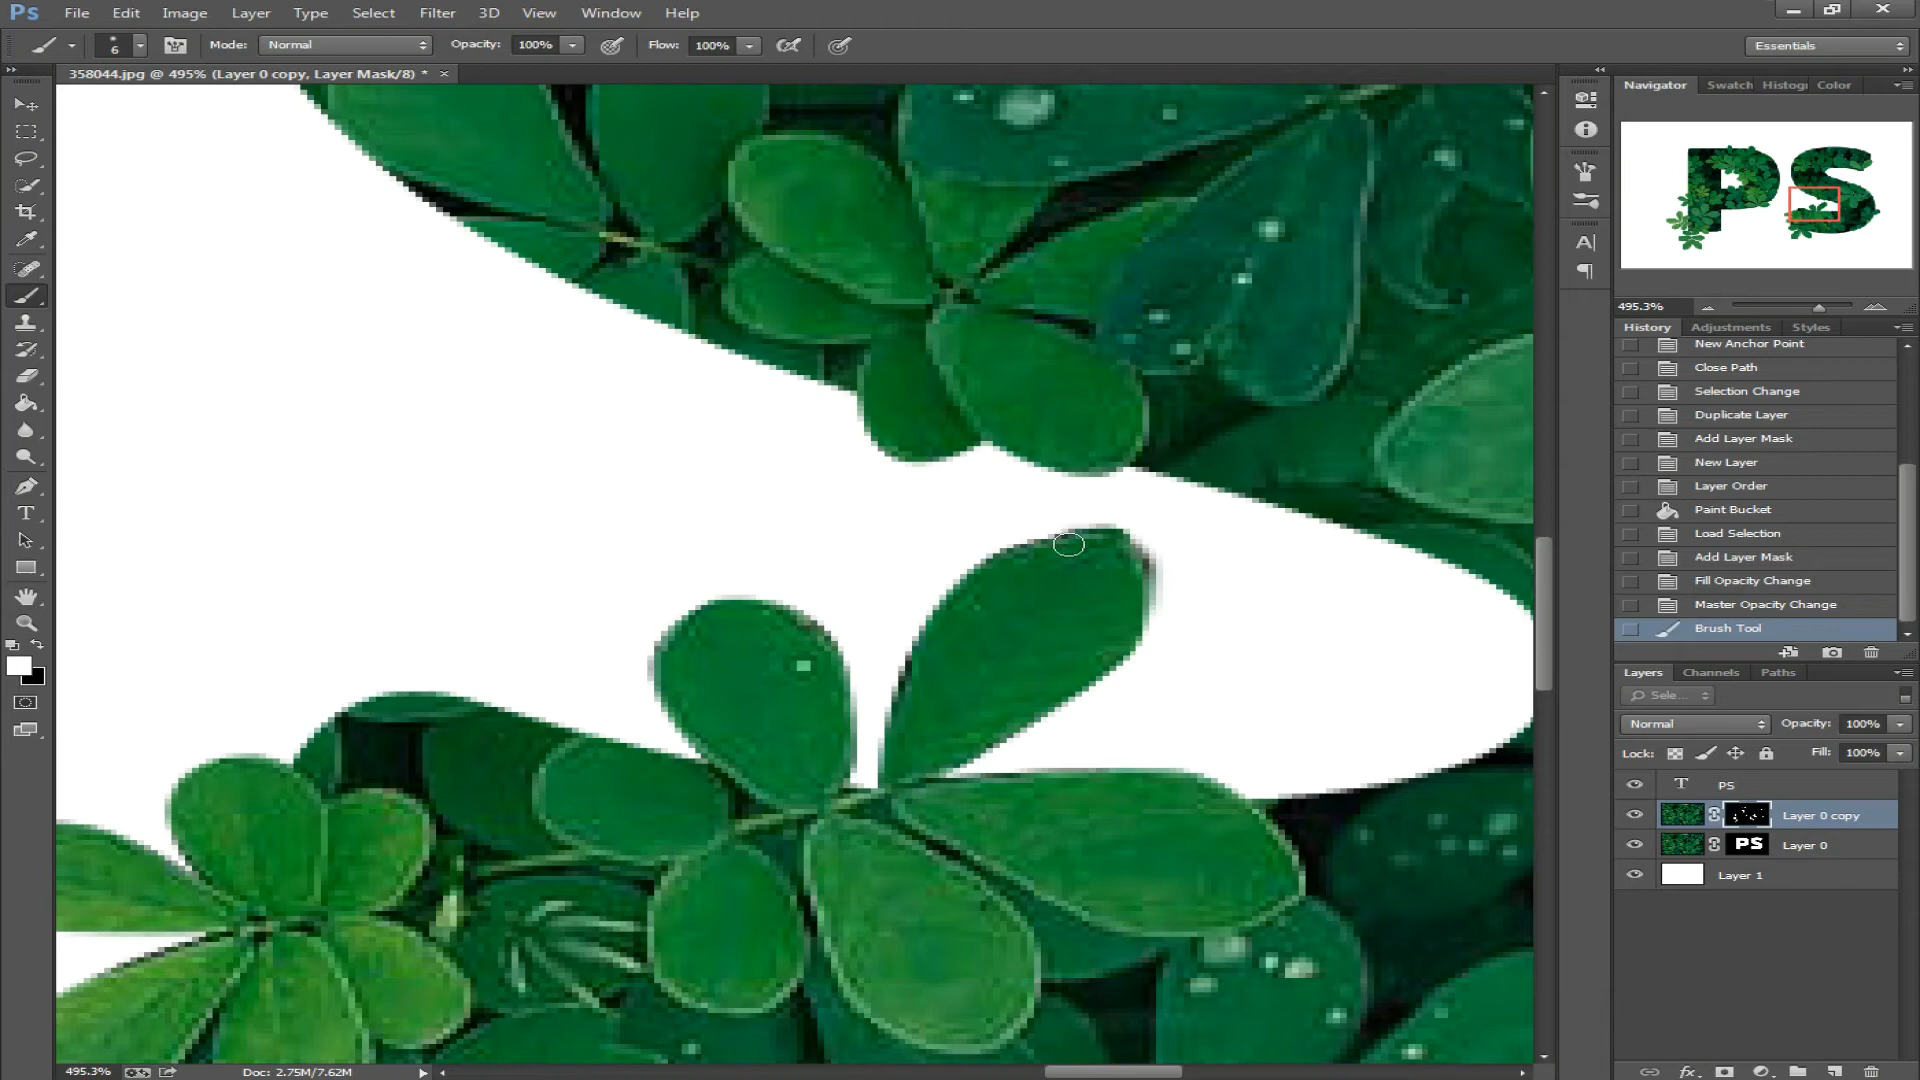 Ps File Edit Image Layer Type Select Filter 3D View Window Help
6 Mode: Normal Opacity: 100% Flow: 100% Essentials
358044.jpg @ 495% (Layer 0 copy, Layer Mask/8) * ×
Navigator Swatch Histogr Color
PS
495.3%
History Adjustments Styles
New Anchor Point
Close Path
Selection Change
Duplicate Layer
Add Layer Mask
New Layer
Layer Order
Paint Bucket
Load Selection
Add Layer Mask
Fill Opacity Change
Master Opacity Change
Brush Tool
Layers Channels Paths
Sele...
Normal Opacity: 100%
Lock: Fill: 100%
T PS
Layer 0 copy
PS Layer 0
Layer 1
fx
495.3% Doc: 2.75M/7.62M